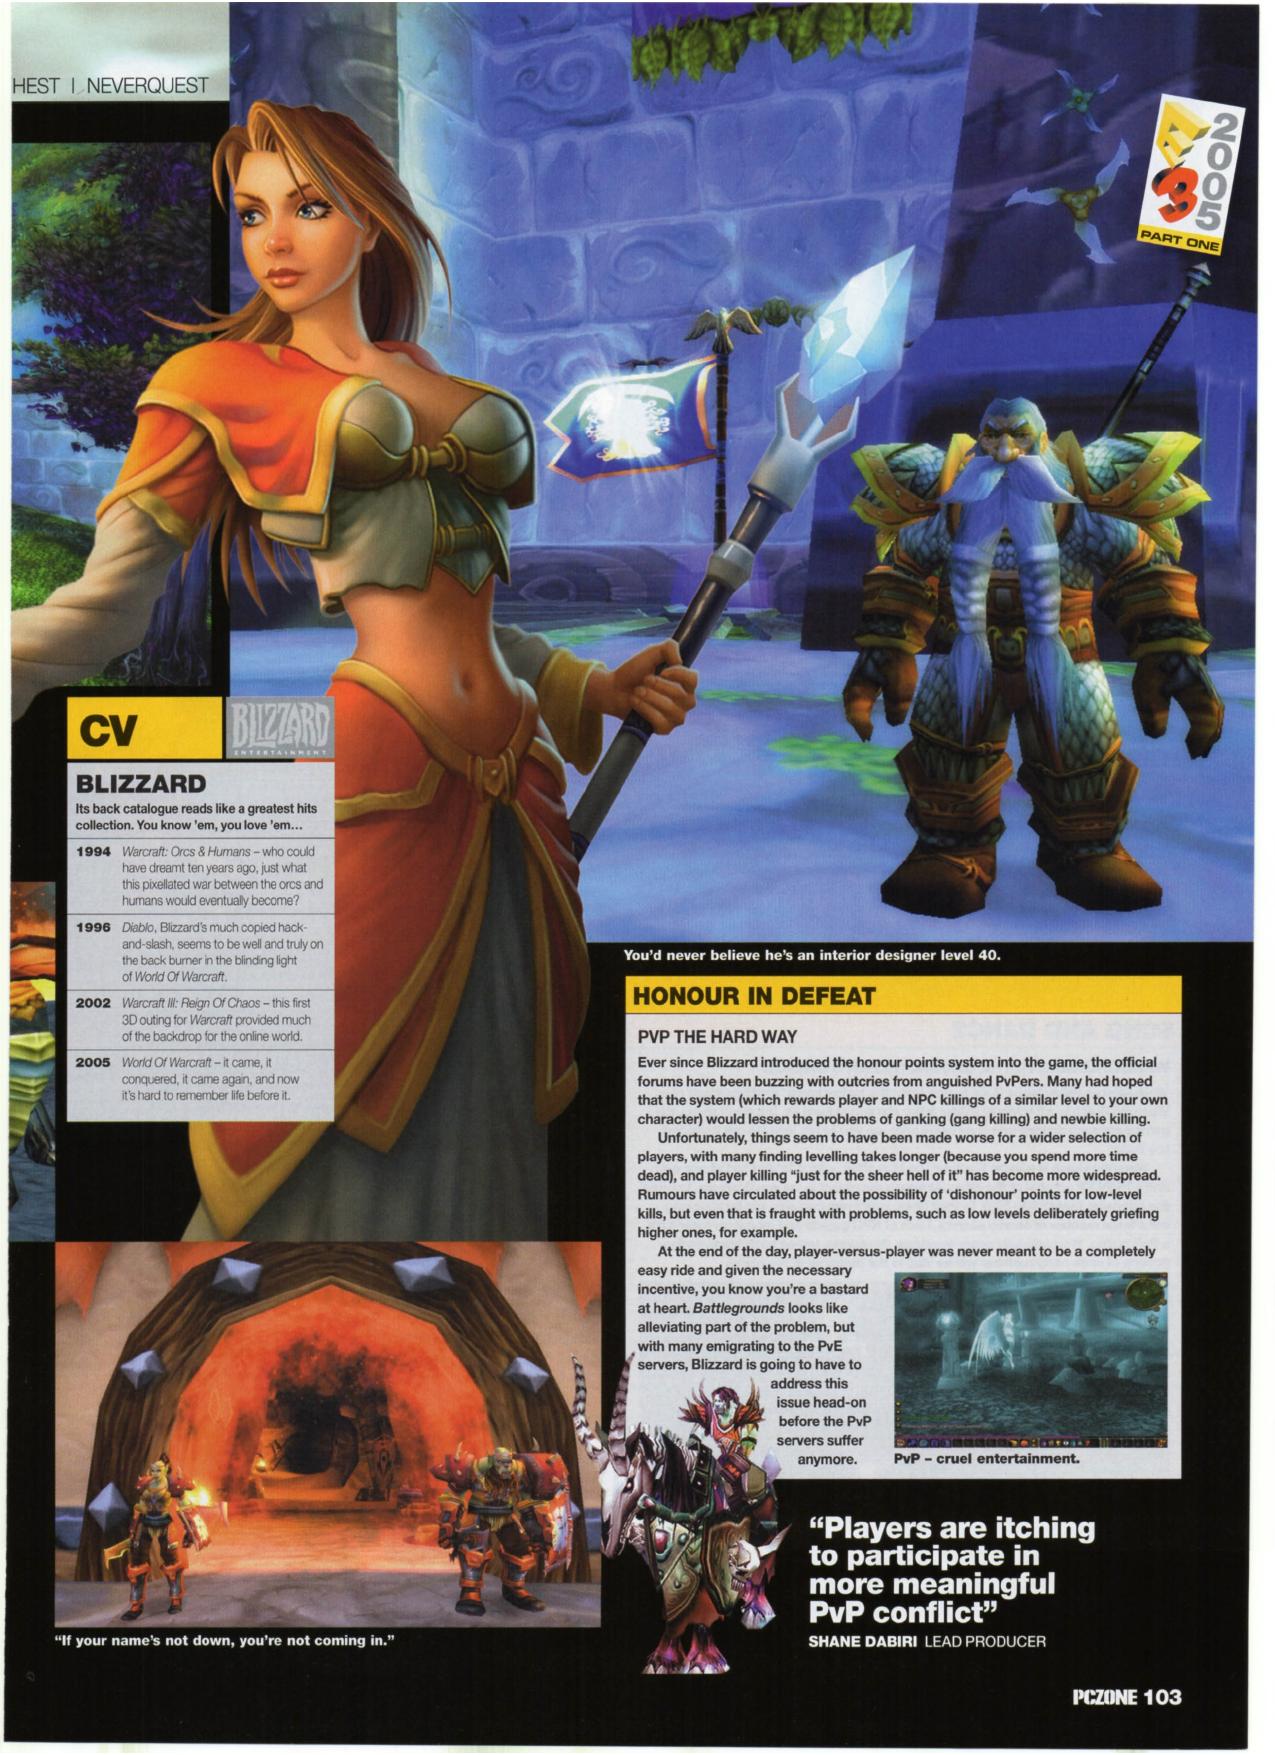 HEST | NEVERQUEST
E3
2005
PART ONE
CV
BLIZZARD
ENTERTAINMENT
BLIZZARD
Its back catalogue reads like a greatest hits
collection. You know 'em, you love 'em...
1994 Warcraft: Orcs & Humans – who could
have dreamt ten years ago, just what
this pixellated war between the orcs and
humans would eventually become?
1996 Diablo, Blizzard's much copied hack-
and-slash, seems to be well and truly on
the back burner in the blinding light
of World Of Warcraft.
2002 Warcraft III: Reign Of Chaos – this first
3D outing for Warcraft provided much
of the backdrop for the online world.
2005 World Of Warcraft – it came, it
conquered, it came again, and now
it's hard to remember life before it.
You'd never believe he's an interior designer level 40.
HONOUR IN DEFEAT
PVP THE HARD WAY
Ever since Blizzard introduced the honour points system into the game, the official
forums have been buzzing with outcries from anguished PvPers. Many had hoped
that the system (which rewards player and NPC killings of a similar level to your own
character) would lessen the problems of ganking (gang killing) and newbie killing.
Unfortunately, things seem to have been made worse for a wider selection of
players, with many finding levelling takes longer (because you spend more time
dead), and player killing "just for the sheer hell of it" has become more widespread.
Rumours have circulated about the possibility of 'dishonour' points for low-level
kills, but even that is fraught with problems, such as low levels deliberately griefing
higher ones, for example.
At the end of the day, player-versus-player was never meant to be a completely
easy ride and given the necessary
incentive, you know you're a bastard
at heart. Battlegrounds looks like
alleviating part of the problem, but
with many emigrating to the PvE
servers, Blizzard is going to have to
address this
issue head-on
before the PvP
servers suffer
anymore.
PvP – cruel entertainment.
"If your name's not down, you're not coming in."
"Players are itching
to participate in
more meaningful
PvP conflict"
SHANE DABIRI LEAD PRODUCER
PCZONE 103